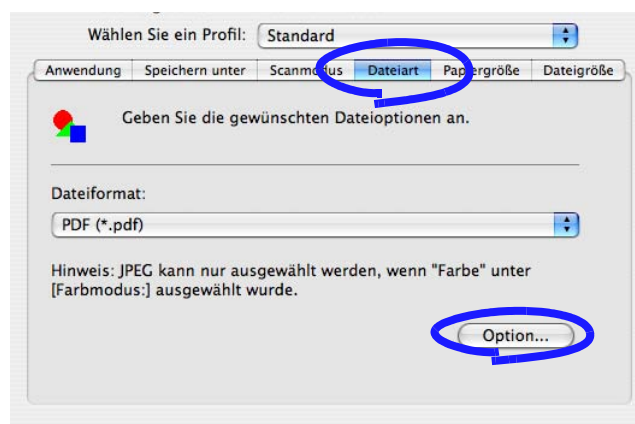 Wählen Sie ein Profil: Standard
Anwendung Speichern unter Scanmodus Dateiart Papiergröße Dateigröße
Geben Sie die gewünschten Dateioptionen an.
Dateiformat:
PDF (*.pdf)
Hinweis: JPEG kann nur ausgewählt werden, wenn "Farbe" unter
[Farbmodus:] ausgewählt wurde.
Option...